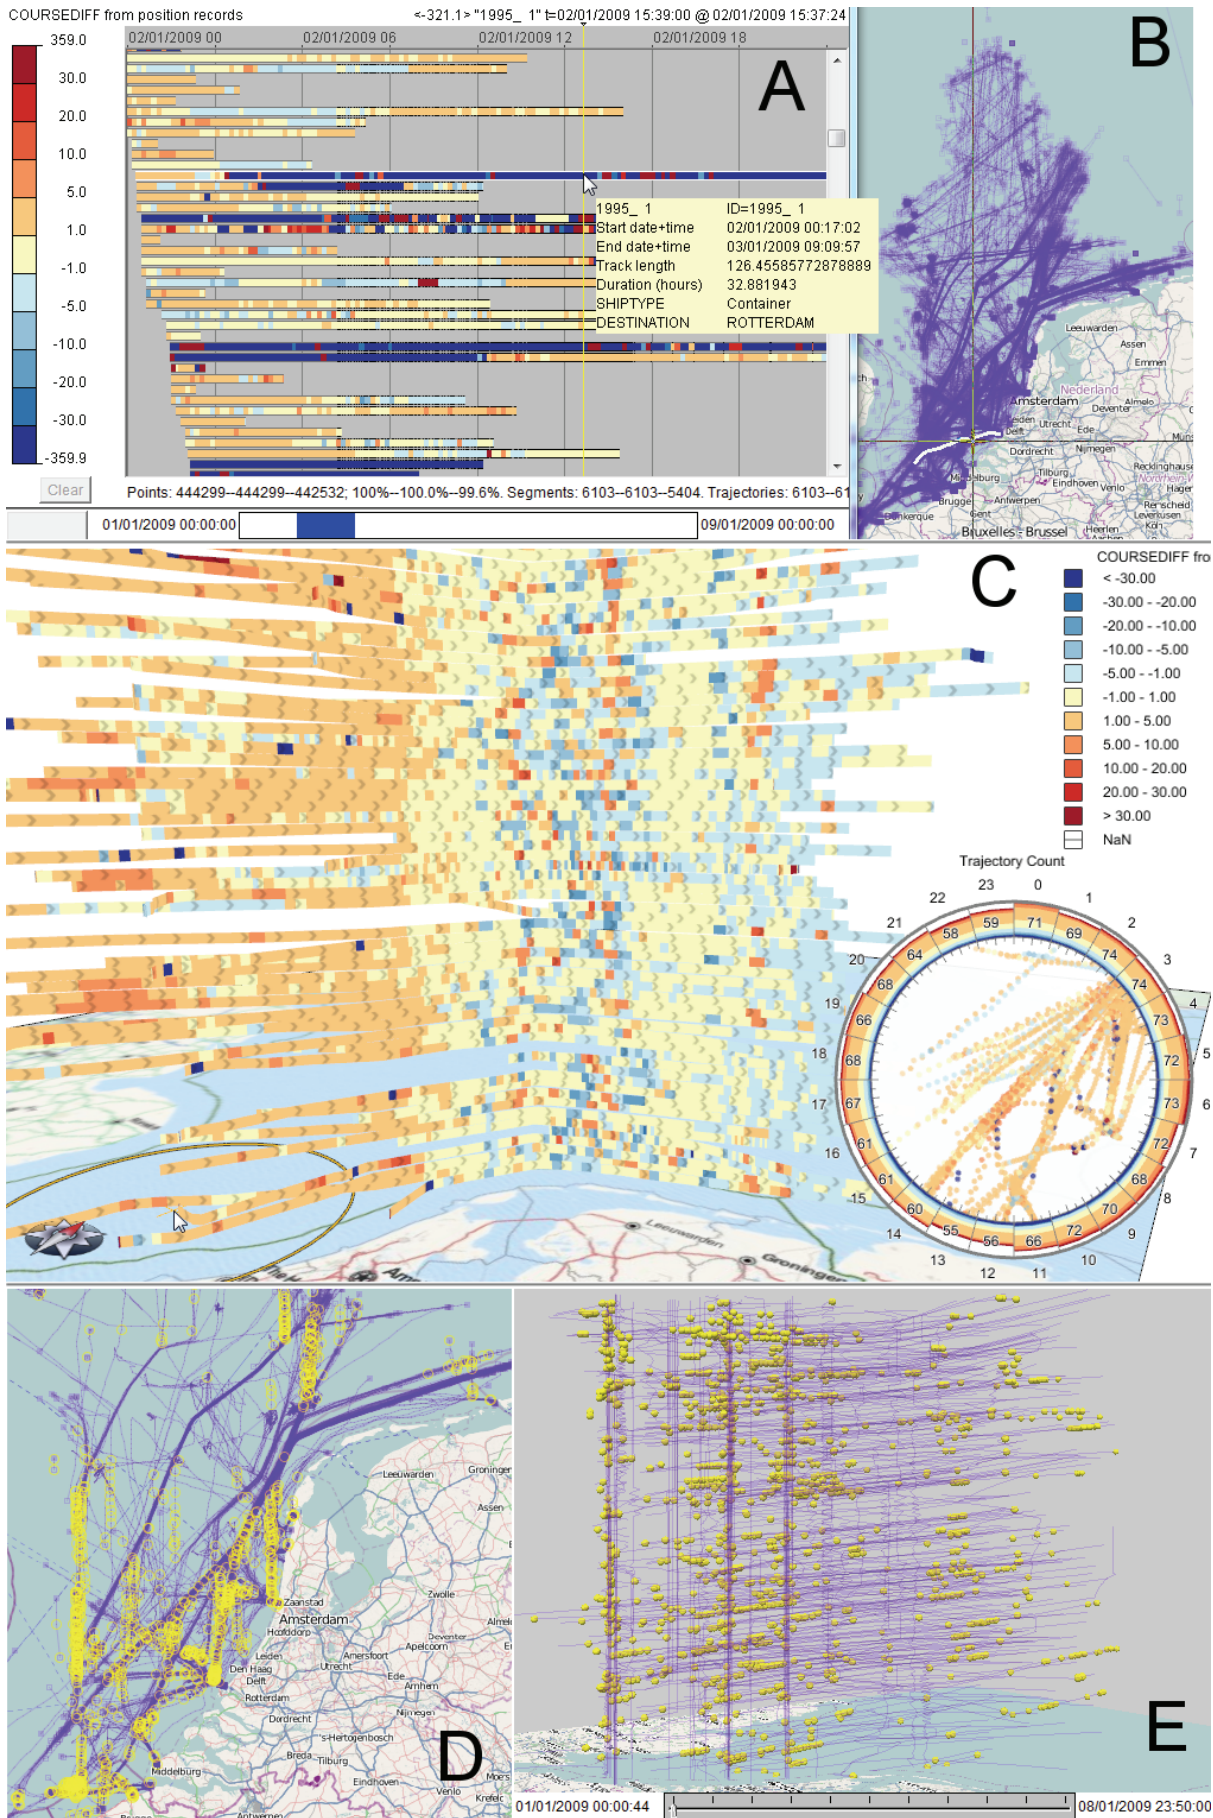 COURSEDIFF from position records
<-321.1> "1995_ 1" t=02/01/2009 15:39:00 @ 02/01/2009 15:37:24
02/01/2009 00 02/01/2009 06 02/01/2009 12 02/01/2009 18
359.0
30.0
20.0
10.0
5.0
1.0
-1.0
-5.0
-10.0
-20.0
-30.0
-359.9
A
1995_ 1 ID=1995_ 1
Start date+time 02/01/2009 00:17:02
End date+time 03/01/2009 09:09:57
Track length 126.45585772878889
Duration (hours) 32.881943
SHIPTYPE Container
DESTINATION ROTTERDAM
Clear
Points: 444299--444299--442532; 100%--100.0%--99.6%. Segments: 6103--6103--5404. Trajectories: 6103--61
01/01/2009 00:00:00 09/01/2009 00:00:00
B
Leeuwarden
Assen
Emmen
Nederland
Amsterdam
Almelo
Deventer
Leiden
Utrecht
Ede
Delft
Dordrecht
Nijmegen
Tilburg
Middelburg
Eindhoven
Venlo
Recklinghaus
Hagen
Brugge
Antwerpen
Remscheid
Leverkusen
Dunkerque
Gent
Köln
Bruxelles - Brussel
Heerlen
Aachen
C
COURSEDIFF fro
< -30.00
-30.00 - -20.00
-20.00 - -10.00
-10.00 - -5.00
-5.00 - -1.00
-1.00 - 1.00
1.00 - 5.00
5.00 - 10.00
10.00 - 20.00
20.00 - 30.00
> 30.00
NaN
Trajectory Count
0
1
2
3
4
5
6
7
8
9
10
11
12
13
14
15
16
17
18
19
20
21
22
23
71
69
74
74
73
75
73
72
68
70
72
66
56
55
60
61
67
68
66
68
64
58
59
Leeuwarden
Groningen
D
Leeuwarden
Groningen
Assen
Zwolle
Zaanstad
Amsterdam
Almelo
Hoofddorp
Deventer
Leiden
Amersfoort
Apeldoorn
Den Haag
Utrecht
Ede
Delft
Arnhem
Rotterdam
Nijmegen
Dordrecht
's-Hertogenbosch
Breda
Tilburg
Middelburg
Eindhoven
Venlo
Moers
Krefeld
Brugge
Antwerpen
E
01/01/2009 00:00:44 08/01/2009 23:50:00